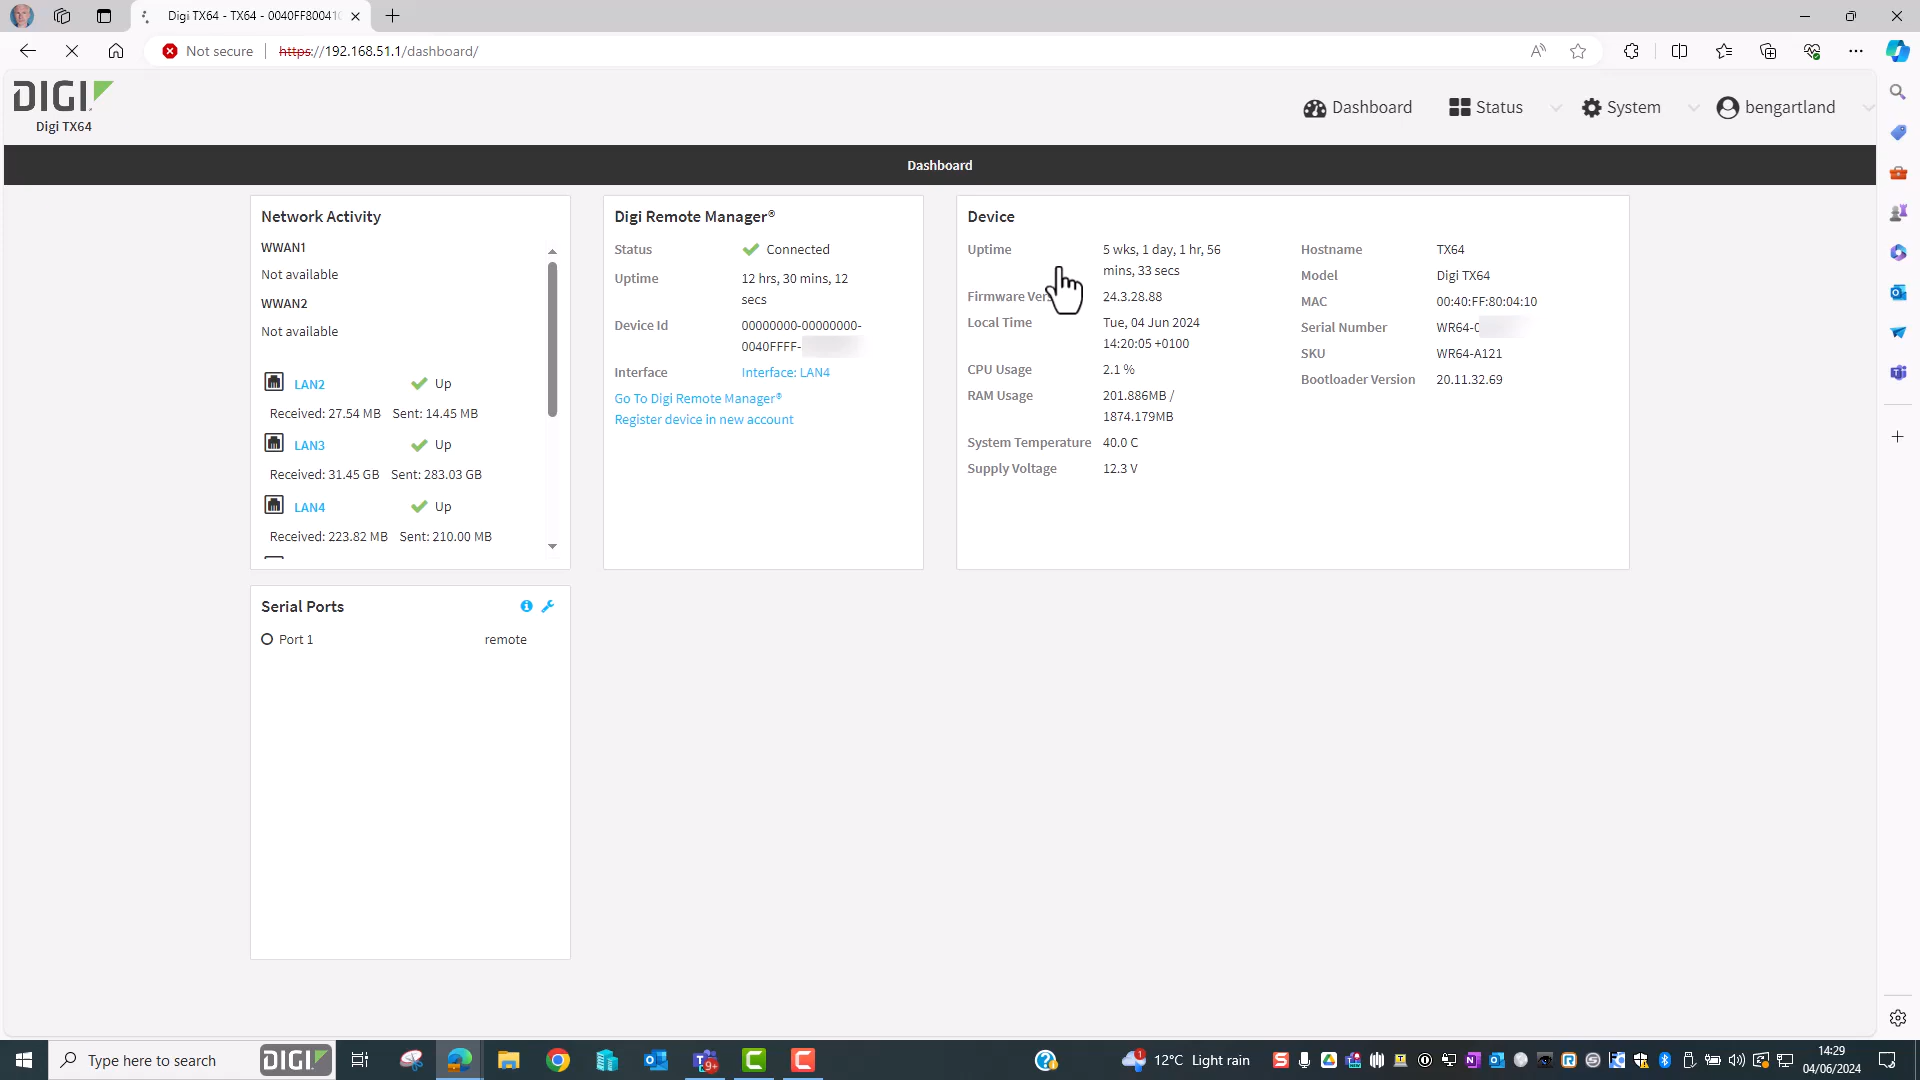 Digi TX64 - TX64 - 0040FF80041
Not secure
https://192.168.51.1/dashboard/
DIGI
Digi TX64
Dashboard
Status
System
bengartland
Dashboard
Network Activity
WWAN1
Not available
WWAN2
Not available
LAN2
Up
Received: 27.54 MB Sent: 14.45 MB
LAN3
Up
Received: 31.45 GB Sent: 283.03 GB
LAN4
Up
Received: 223.82 MB Sent: 210.00 MB
Digi Remote Manager®
Status Connected
Uptime 12 hrs, 30 mins, 12
secs
Device Id 00000000-00000000-
0040FFFF-
Interface Interface: LAN4
Go To Digi Remote Manager®
Register device in new account
Device
Uptime 5 wks, 1 day, 1 hr, 56
mins, 33 secs
Firmware Ver 24.3.28.88
Local Time Tue, 04 Jun 2024
14:20:05 +0100
CPU Usage 2.1 %
RAM Usage 201.886MB /
1874.179MB
System Temperature 40.0 C
Supply Voltage 12.3 V
Hostname TX64
Model Digi TX64
MAC 00:40:FF:80:04:10
Serial Number WR64-0
SKU WR64-A121
Bootloader Version 20.11.32.69
Serial Ports
Port 1 remote
Type here to search
DIGI
9+
12°C Light rain
14:29
04/06/2024